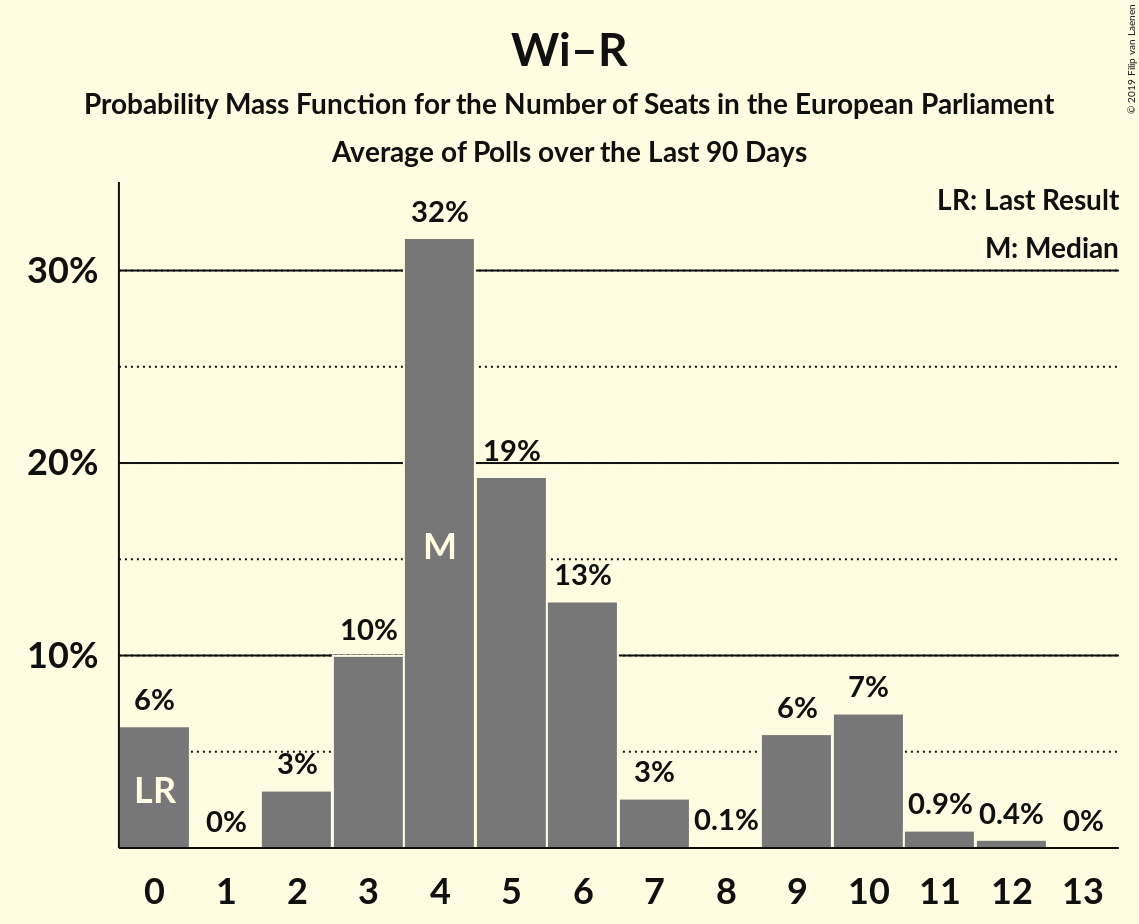 Wi–R
Probability Mass Function for the Number of Seats in the European Parliament
Average of Polls over the Last 90 Days
© 2019 Filip van Laenen
LR: Last Result
M: Median
30%
20%
10%
6%
0%
3%
10%
32%
19%
13%
3%
0.1%
6%
7%
0.9%
0.4%
0%
LR
M
0 1 2 3 4 5 6 7 8 9 10 11 12 13